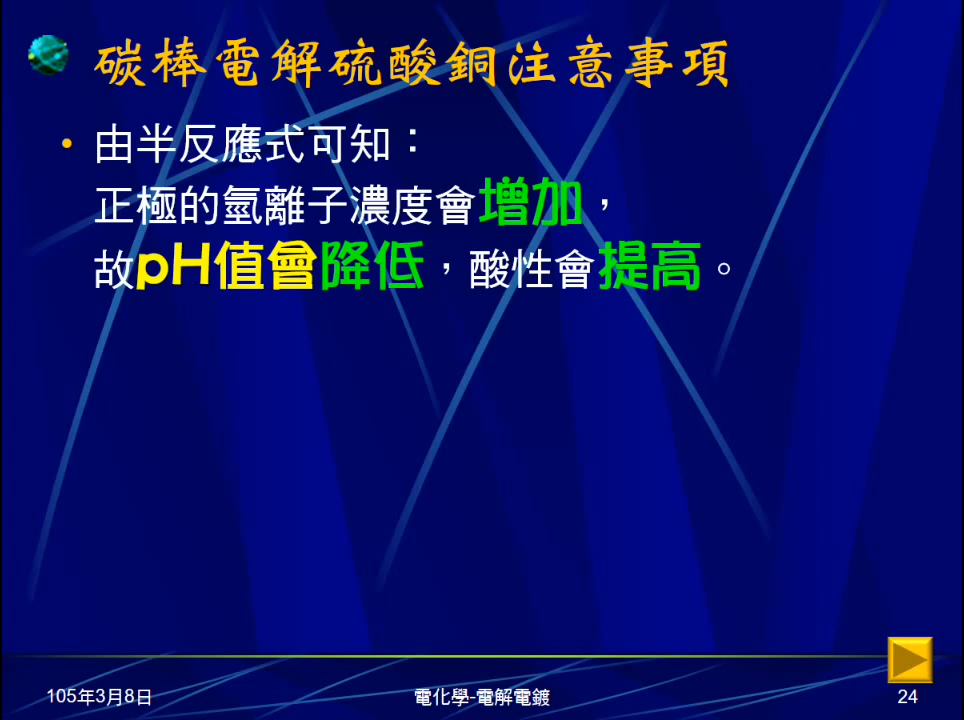 碳棒電解硫酸銅注意事項
•由半反應式可知：
正極的氫離子濃度會增加，
故pH值會降低，酸性會提高。
105年3月8日
電化學-電解電鍍
24